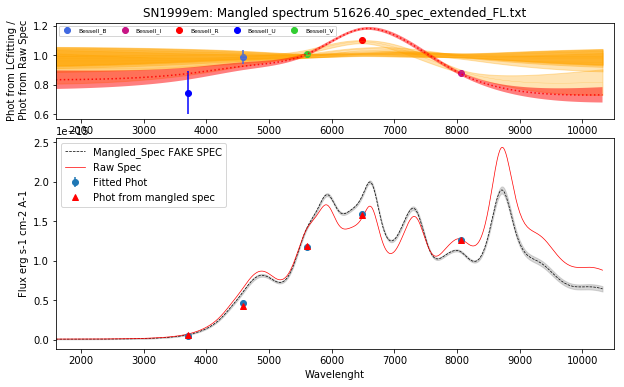 SN1999em: Mangled spectrum 51626.40_spec_extended_FL.txt
Phot from LCfitting /
Phot from Raw Spec
1.2
1.0
0.8
0.6
Bessell_B
Bessell_I
Bessell_R
Bessell_U
Bessell_V
2000 3000 4000 5000 6000 7000 8000 9000 10000
Flux erg s-1 cm-2 A-1
2.5
2.0
1.5
1.0
0.5
0.0
Mangled_Spec FAKE SPEC
Raw Spec
Fitted Phot
Phot from mangled spec
2000 3000 4000 5000 6000 7000 8000 9000 10000
Wavelenght